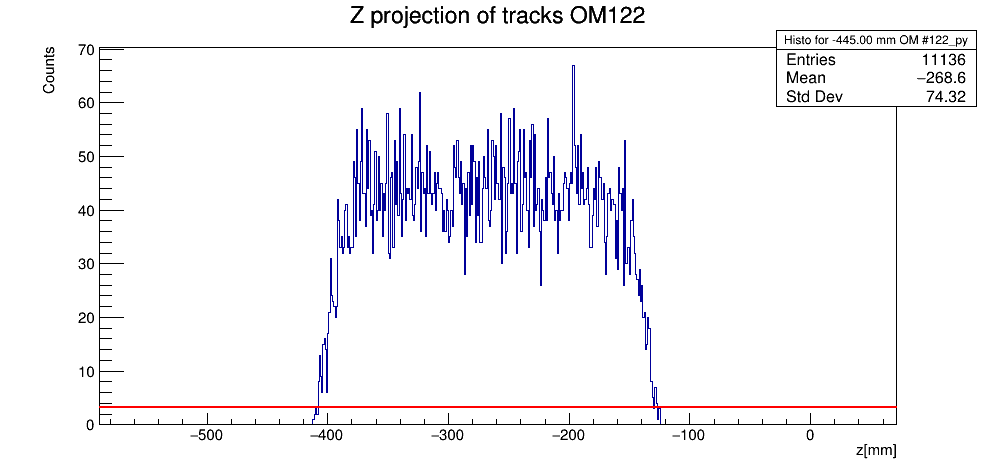 Z projection of tracks OM122
Histo for -445.00 mm OM #122_py
Entries 11136
Mean −268.6
Std Dev 74.32
Counts
70
60
50
40
30
20
10
0
−500 −400 −300 −200 −100 0
z[mm]